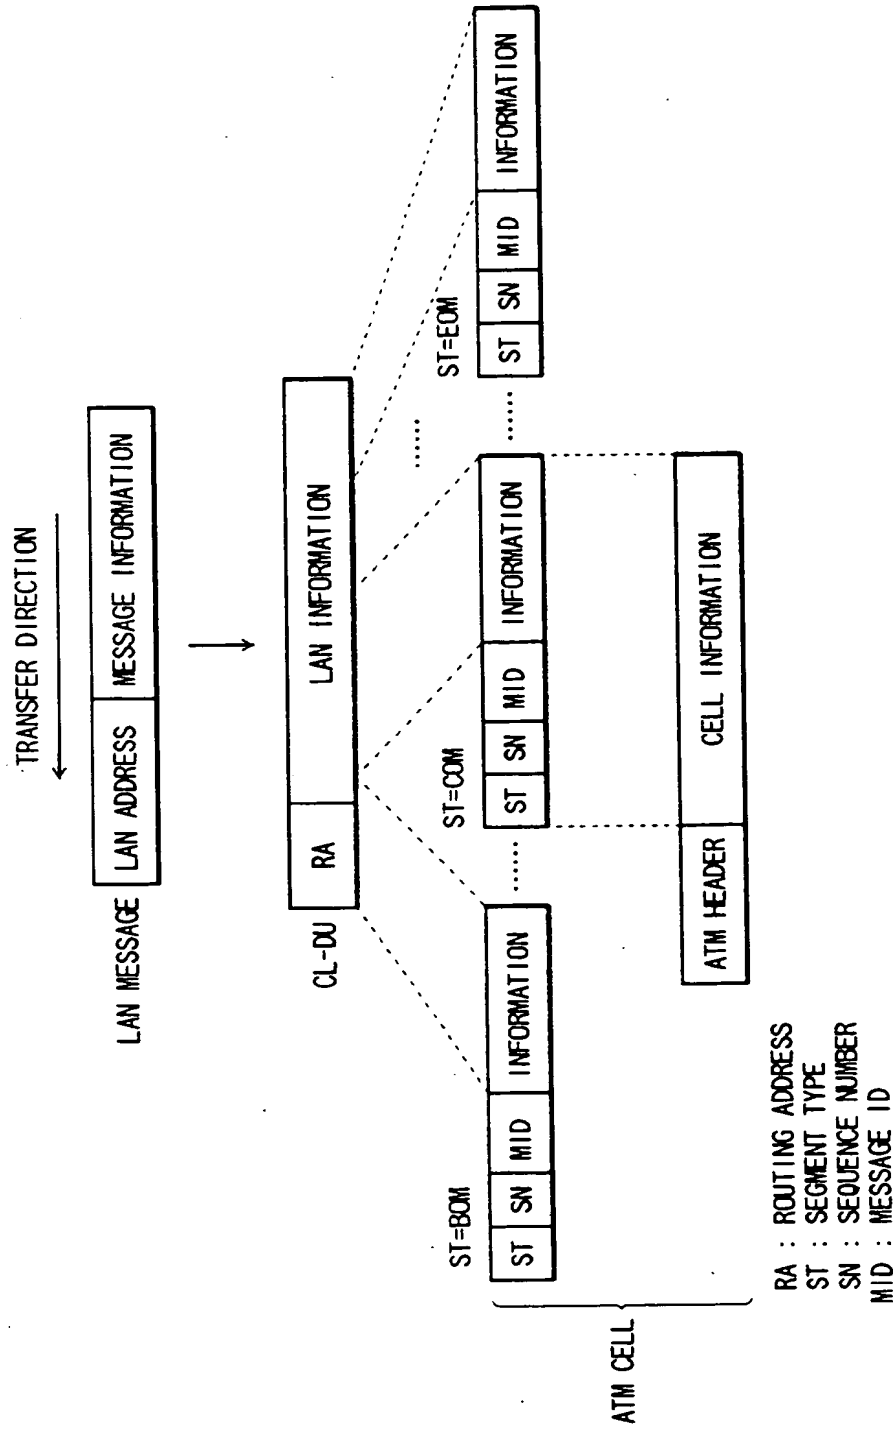 TRANSFER DIRECTION
LAN MESSAGE LAN ADDRESS MESSAGE INFORMATION
CL-DU RA LAN INFORMATION
......
ST=BOM ST=COM ST=EOM
ST SN MID INFORMATION ...... ST SN MID INFORMATION ...... ST SN MID INFORMATION
ATM CELL
ATM HEADER CELL INFORMATION
RA : ROUTING ADDRESS
ST : SEGMENT TYPE
SN : SEQUENCE NUMBER
MID : MESSAGE ID